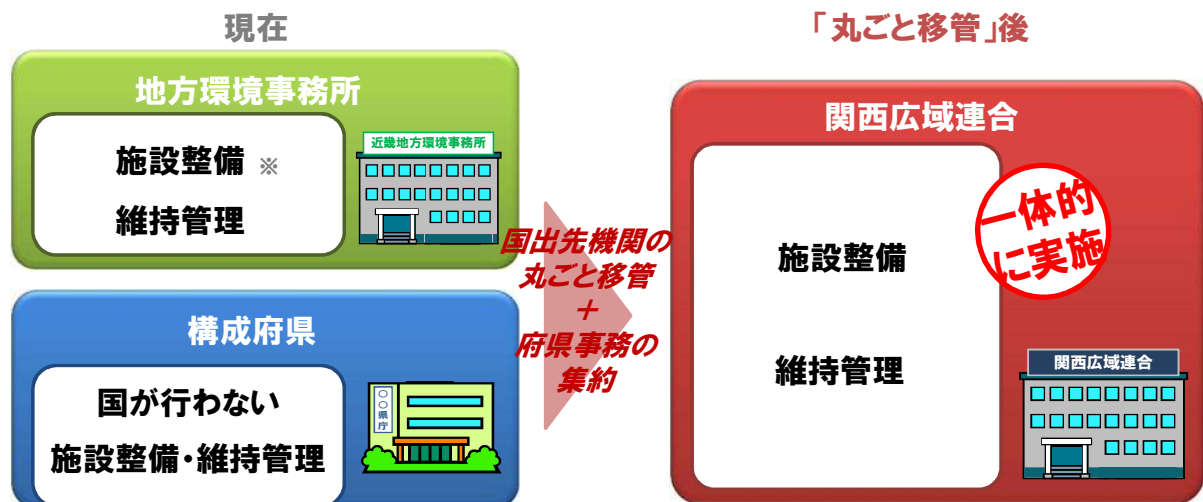 現在
地方環境事務所
施設整備 ※
維持管理
近畿地方環境事務所
構成府県
国が行わない
施設整備・維持管理
○○県庁
国出先機関の
丸ごと移管
+
府県事務の
集約
「丸ごと移管」後
関西広域連合
施設整備
維持管理
一体的
に実施
関西広域連合